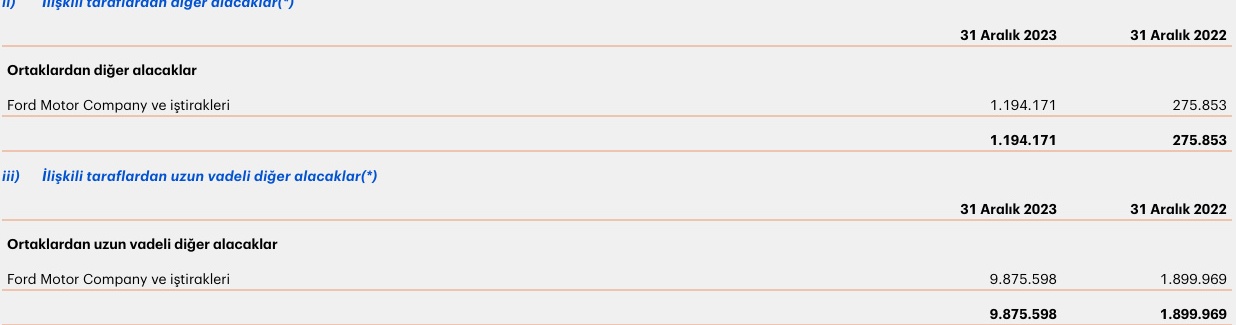 ii) İlişkili taraflardan diğer alacaklar(*)
31 Aralık 2023 31 Aralık 2022
Ortaklardan diğer alacaklar
Ford Motor Company ve iştirakleri 1.194.171 275.853
1.194.171 275.853
iii) İlişkili taraflardan uzun vadeli diğer alacaklar(*)
31 Aralık 2023 31 Aralık 2022
Ortaklardan uzun vadeli diğer alacaklar
Ford Motor Company ve iştirakleri 9.875.598 1.899.969
9.875.598 1.899.969